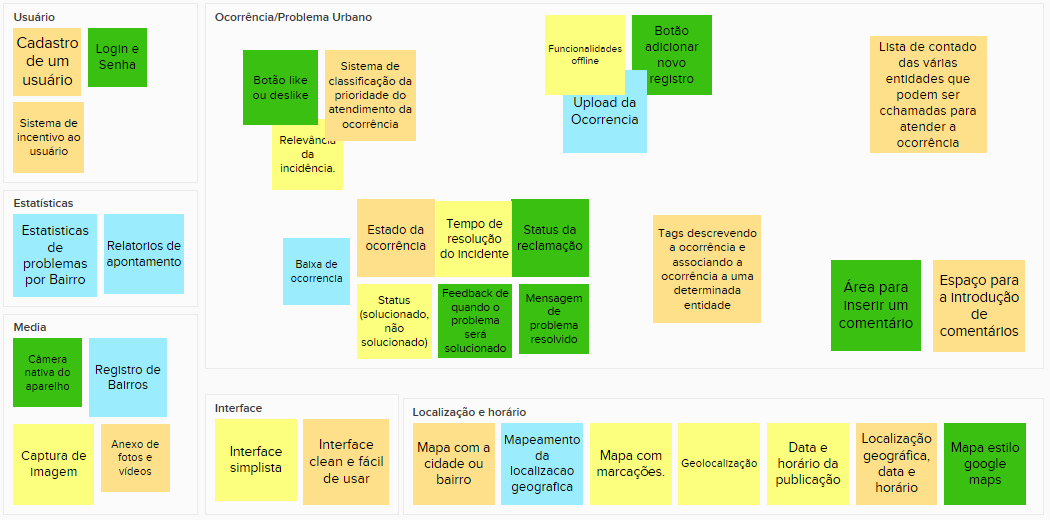 Usuário
Cadastro
de um
usuário
Login e
Senha
Sistema de
incentivo ao
usuário
Estatísticas
Estatisticas
de
problemas
por Bairro
Relatorios de
apontamento
Media
Câmera
nativa do
aparelho
Registro de
Bairros
Captura de
imagem
Anexo de
fotos e
vídeos
Ocorrência/Problema Urbano
Botão like
ou deslike
Sistema de
classificação da
prioridade do
atendimento da
ocorrência
Relevância
da
incidência.
Funcionalidades
offline
Botão
adicionar
novo
registro
Upload da
Ocorrencia
Lista de contado
das várias
entidades que
podem ser
cchamadas para
atender a
ocorrência
Baixa de
ocorrencia
Estado da
ocorrência
Tempo de
resolução
do incidente
Status da
reclamação
Status
(solucionado,
não
solucionado)
Feedback de
quando o
problema
será
solucionado
Mensagem
de
problema
resolvido
Tags descrevendo
a ocorrência e
associando a
ocorrência a uma
determinada
entidade
Área para
inserir um
comentário
Espaço para
a introdução
de
comentários
Interface
Interface
simplista
Interface
clean e fácil
de usar
Localização e horário
Mapa com a
cidade ou
bairro
Mapeamento
da
localizacao
geografica
Mapa com
marcações.
Geolocalização
Data e
horário da
publicação
Localização
geográfica,
data e
horário
Mapa estilo
google
maps